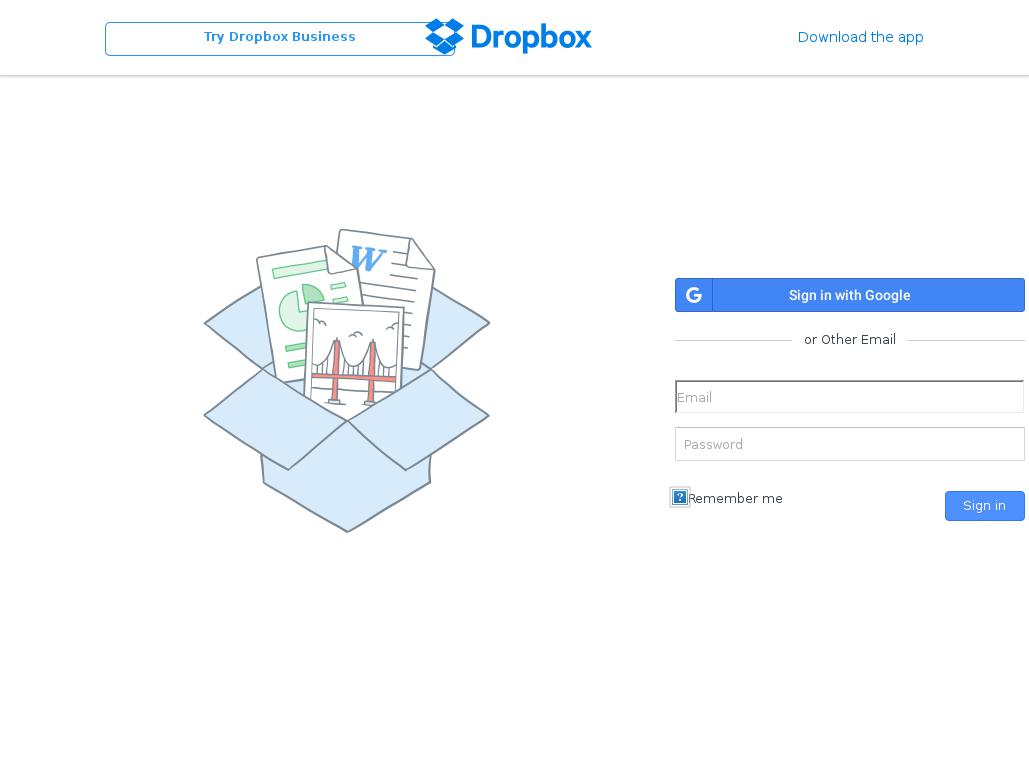 Try Dropbox Business
Dropbox
Download the app
W
G
Sign in with Google
or Other Email
Email
Password
?
Remember me
Sign in